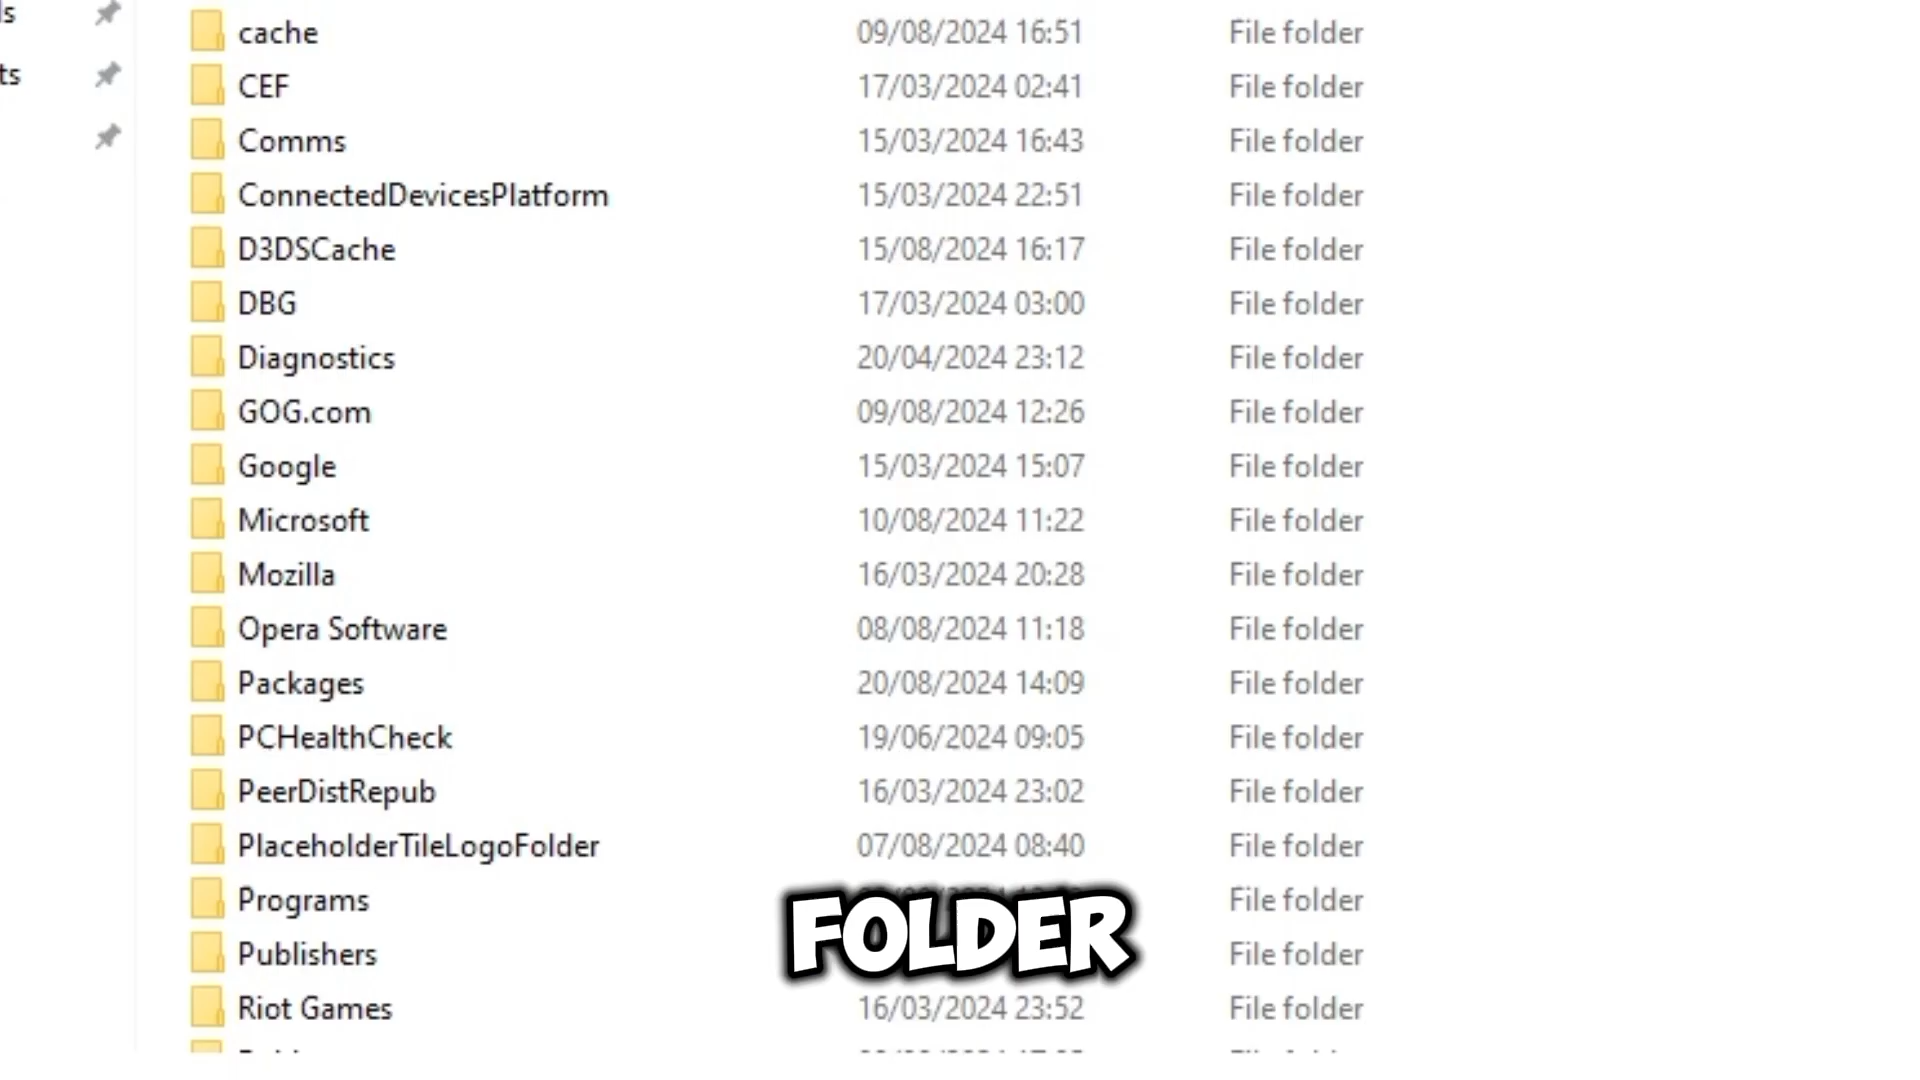 ls
cache 09/08/2024 16:51 File folder
ts
CEF 17/03/2024 02:41 File folder
Comms 15/03/2024 16:43 File folder
ConnectedDevicesPlatform 15/03/2024 22:51 File folder
D3DSCache 15/08/2024 16:17 File folder
DBG 17/03/2024 03:00 File folder
Diagnostics 20/04/2024 23:12 File folder
GOG.com 09/08/2024 12:26 File folder
Google 15/03/2024 15:07 File folder
Microsoft 10/08/2024 11:22 File folder
Mozilla 16/03/2024 20:28 File folder
Opera Software 08/08/2024 11:18 File folder
Packages 20/08/2024 14:09 File folder
PCHealthCheck 19/06/2024 09:05 File folder
PeerDistRepub 16/03/2024 23:02 File folder
PlaceholderTileLogoFolder 07/08/2024 08:40 File folder
Programs File folder
FOLDER
Publishers File folder
Riot Games 16/03/2024 23:52 File folder